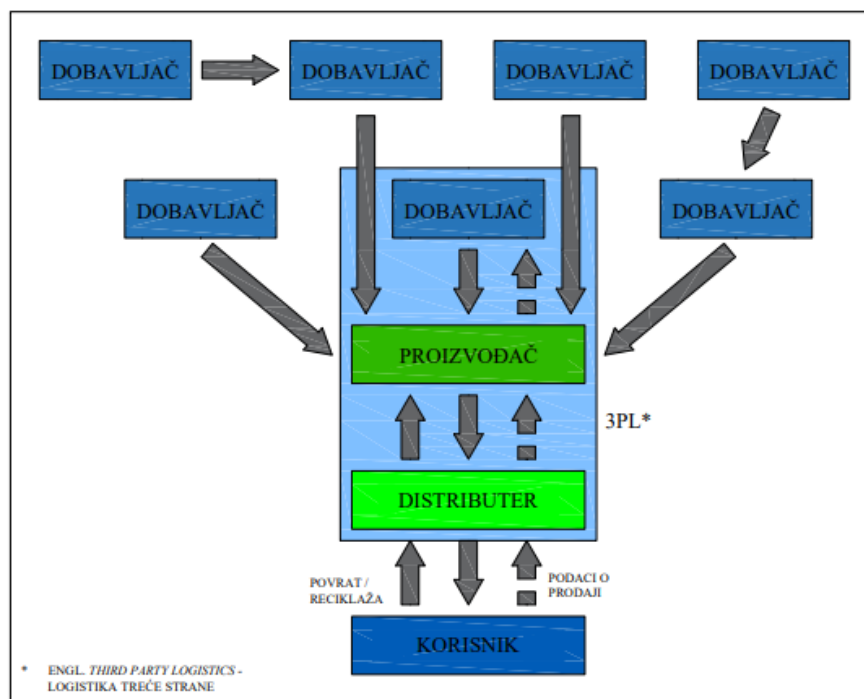 DOBAVLJAČ
DOBAVLJAČ
DOBAVLJAČ
DOBAVLJAČ
DOBAVLJAČ
DOBAVLJAČ
DOBAVLJAČ
PROIZVOĐAČ
3PL*
DISTRIBUTER
POVRAT /
RECIKLAŽA
PODACI O
PRODAJI
KORISNIK
* ENGL. THIRD PARTY LOGISTICS -
LOGISTIKA TREĆE STRANE